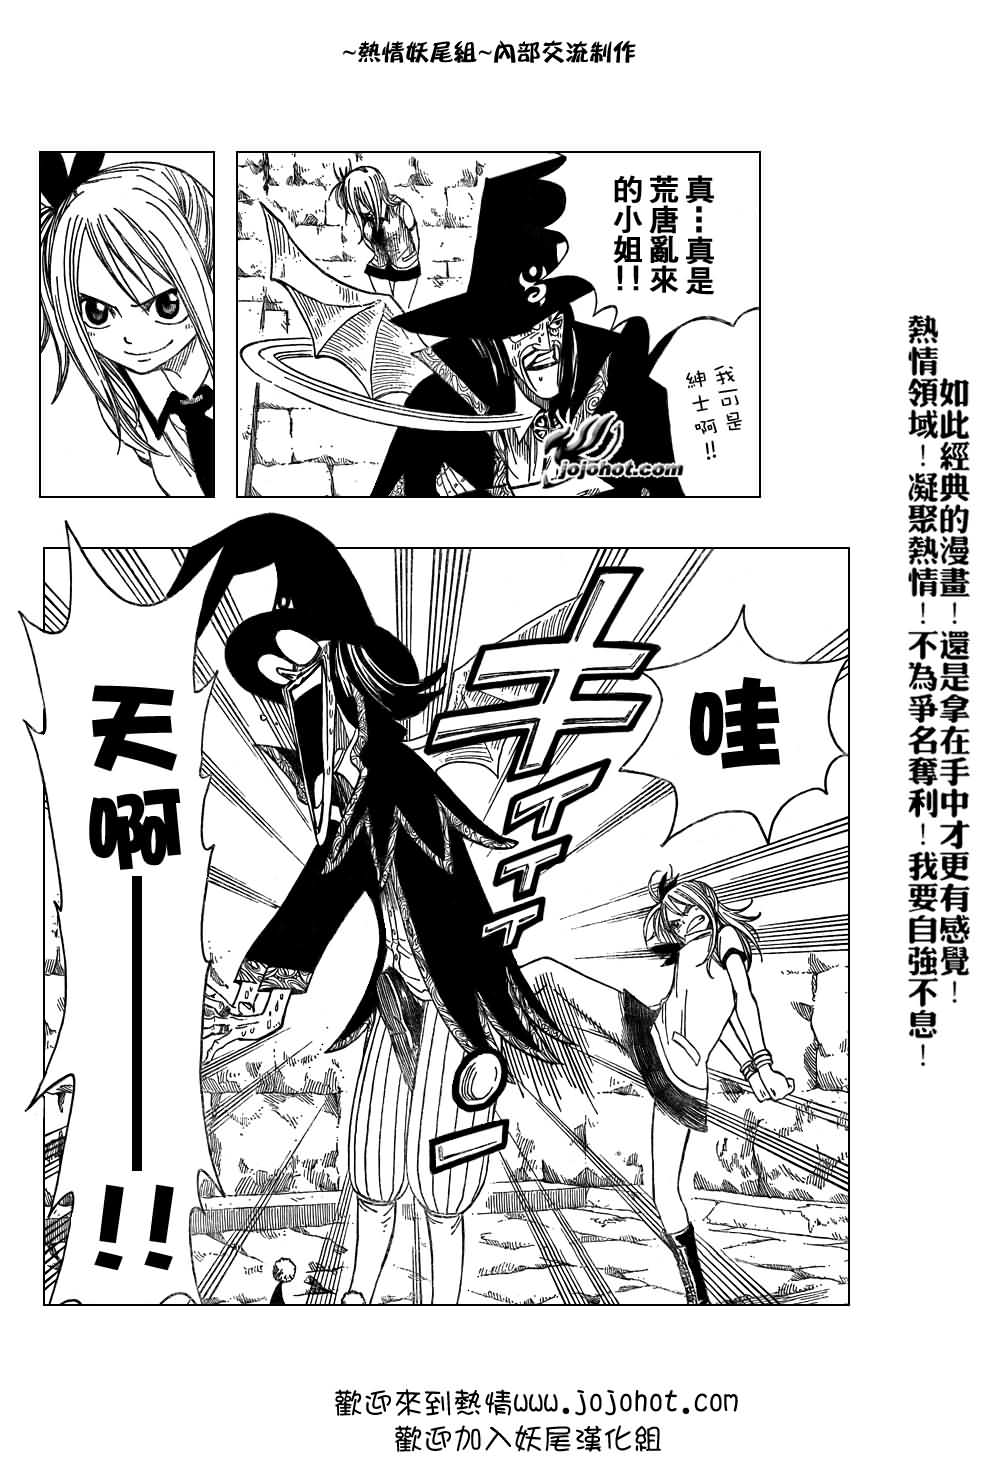 ~熱情妖尾組~內部交流制作
真…真是
荒唐亂來
的小姐!!
我可是
紳士啊!!
jojohot.com
哇
キーーーン
天啊——!!
如此經典的漫畫!還是拿在手中才更有感覺!
熱情領域!凝聚熱情!不為爭名奪利!我要自強不息!
歡迎來到熱情www.jojohot.com
歡迎加入妖尾漢化組